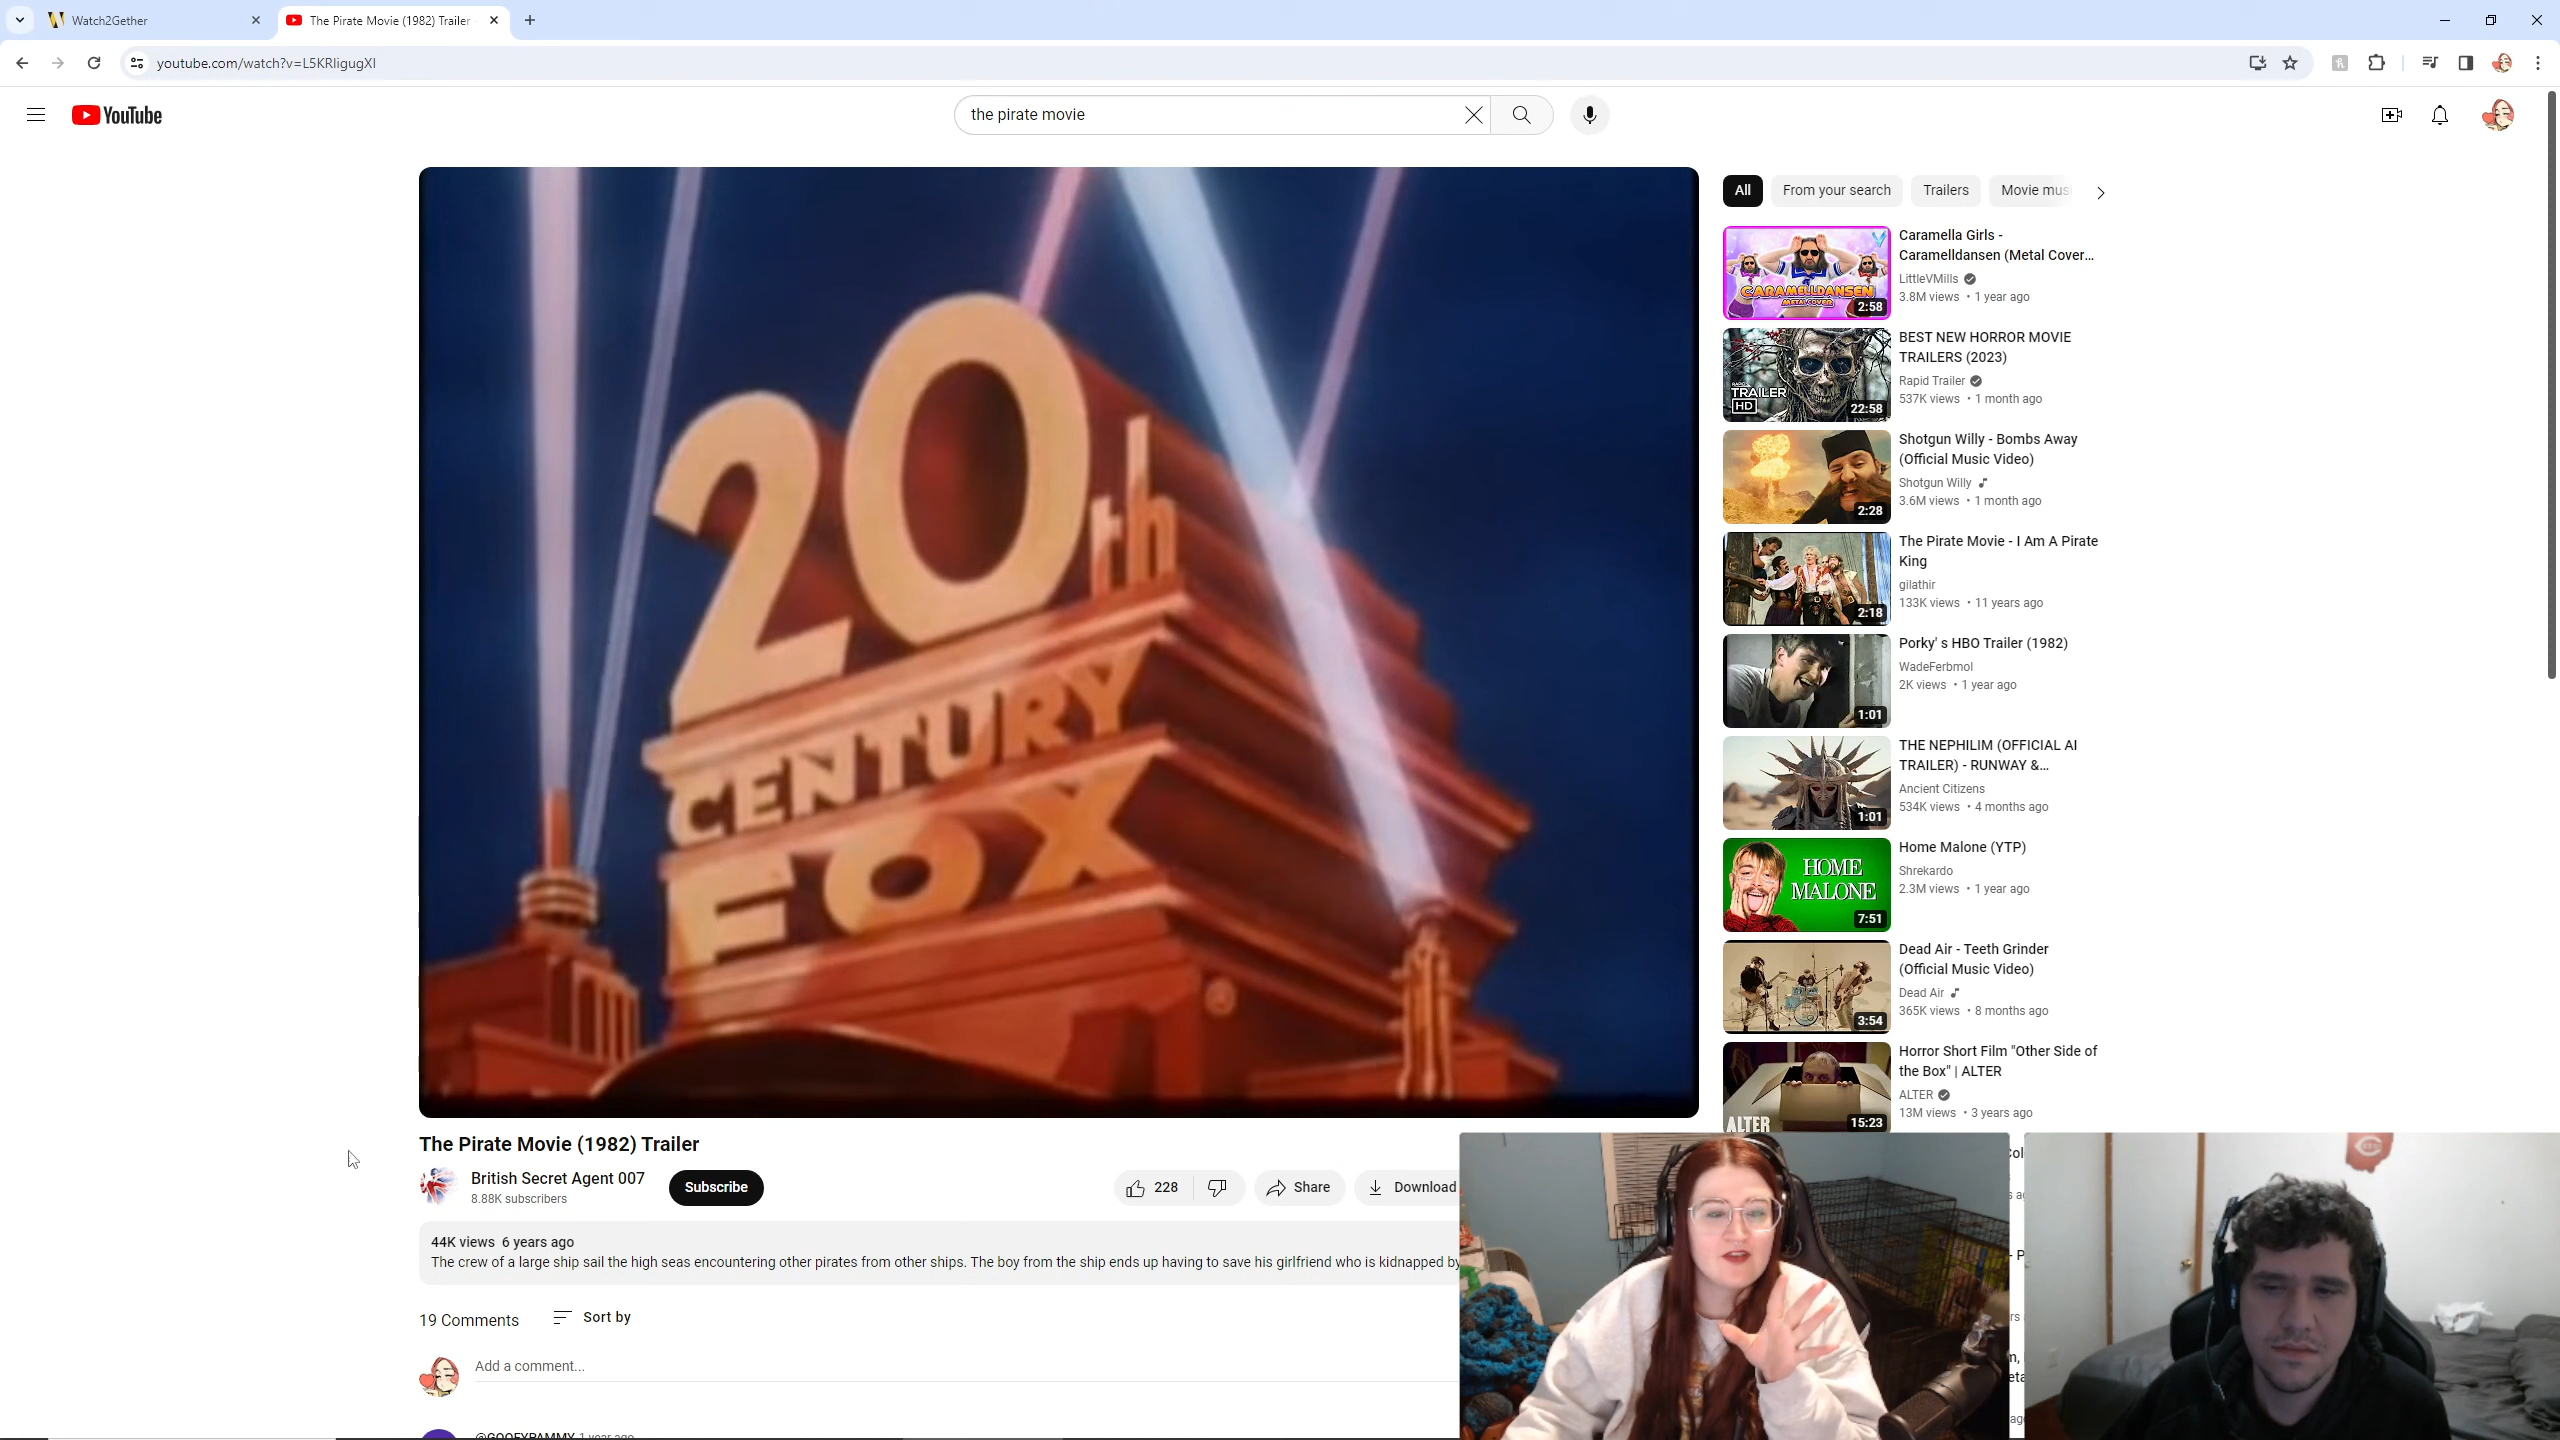 Watch2Gether
The Pirate Movie (1982) Trailer
youtube.com/watch?v=L5KRIigugXI
YouTube
the pirate movie
20th
CENTURY
FOX
All
From your search
Trailers
Movie mus
CARAMELLDANSEN
METAL COVER
2:58
Caramella Girls -
Caramelldansen (Metal Cover...
LittleVMills
3.8M views • 1 year ago
RAPID
TRAILER
HD
22:58
BEST NEW HORROR MOVIE
TRAILERS (2023)
Rapid Trailer
537K views • 1 month ago
2:28
Shotgun Willy - Bombs Away
(Official Music Video)
Shotgun Willy
3.6M views • 1 month ago
2:18
The Pirate Movie - I Am A Pirate
King
gilathir
133K views • 11 years ago
1:01
Porky' s HBO Trailer (1982)
WadeFerbmol
2K views • 1 year ago
1:01
THE NEPHILIM (OFFICIAL AI
TRAILER) - RUNWAY &...
Ancient Citizens
534K views • 4 months ago
HOME
MALONE
7:51
Home Malone (YTP)
Shrekardo
2.3M views • 1 year ago
3:54
Dead Air - Teeth Grinder
(Official Music Video)
Dead Air
365K views • 8 months ago
ALTER
15:23
Horror Short Film "Other Side of
the Box" | ALTER
ALTER
13M views • 3 years ago
The Pirate Movie (1982) Trailer
British Secret Agent 007
8.88K subscribers
Subscribe
228
Share
Download
44K views 6 years ago
The crew of a large ship sail the high seas encountering other pirates from other ships. The boy from the ship ends up having to save his girlfriend who is kidnapped by
19 Comments
Sort by
Add a comment...
@GOOFYPAMMY 1 year ago